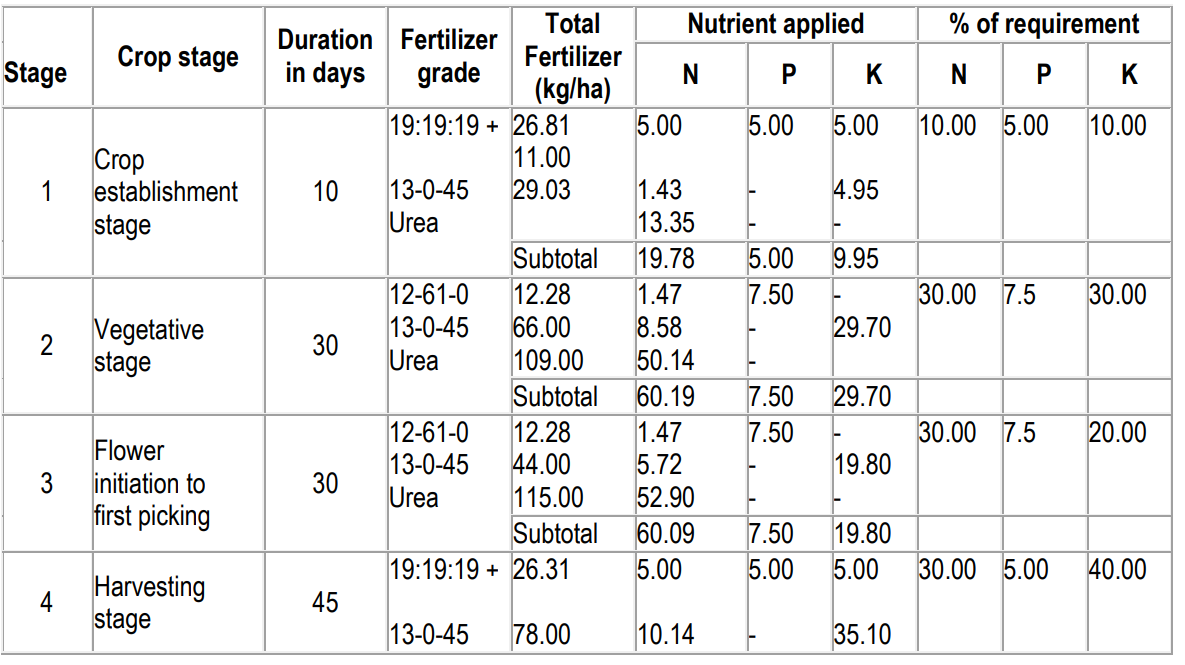 Stage Crop stage Duration in days Fertilizer grade Total Fertilizer (kg/ha) Nutrient applied % of requirement
N P K N P K
1 Crop establishment stage 10
19:19:19 + 26.81 5.00 5.00 5.00 10.00 5.00 10.00
11.00
13-0-45 29.03 1.43 - 4.95
Urea 13.35 - -
Subtotal 19.78 5.00 9.95
2 Vegetative stage 30
12-61-0 12.28 1.47 7.50 - 30.00 7.5 30.00
13-0-45 66.00 8.58 - 29.70
Urea 109.00 50.14 -
Subtotal 60.19 7.50 29.70
3 Flower initiation to first picking 30
12-61-0 12.28 1.47 7.50 - 30.00 7.5 20.00
13-0-45 44.00 5.72 - 19.80
Urea 115.00 52.90 - -
Subtotal 60.09 7.50 19.80
4 Harvesting stage 45
19:19:19 + 26.31 5.00 5.00 5.00 30.00 5.00 40.00
13-0-45 78.00 10.14 - 35.10